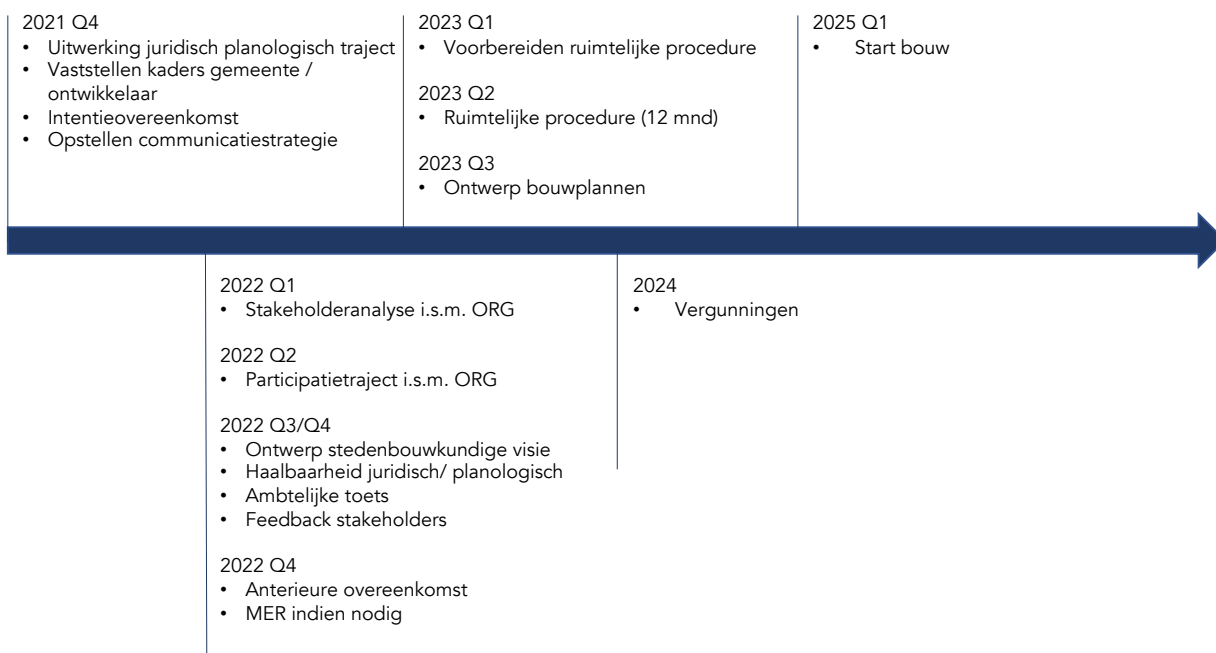 2021 Q4
• Uitwerking juridisch planologisch traject
• Vaststellen kaders gemeente /
ontwikkelaar
• Intentieovereenkomst
• Opstellen communicatiestrategie
2023 Q1
• Voorbereiden ruimtelijke procedure
2023 Q2
• Ruimtelijke procedure (12 mnd)
2023 Q3
• Ontwerp bouwplannen
2025 Q1
• Start bouw
2022 Q1
• Stakeholderanalyse i.s.m. ORG
2022 Q2
• Participatietraject i.s.m. ORG
2022 Q3/Q4
• Ontwerp stedenbouwkundige visie
• Haalbaarheid juridisch/ planologisch
• Ambtelijke toets
• Feedback stakeholders
2022 Q4
• Anterieure overeenkomst
• MER indien nodig
2024
• Vergunningen